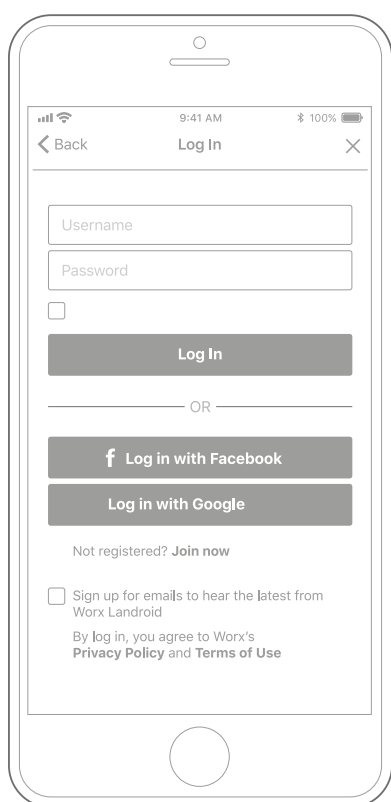 9:41 AM 100%
Back Log In
Username
Password
Log In
OR
f Log in with Facebook
Log in with Google
Not registered? Join now
Sign up for emails to hear the latest from
Worx Landroid
By log in, you agree to Worx's
Privacy Policy and Terms of Use